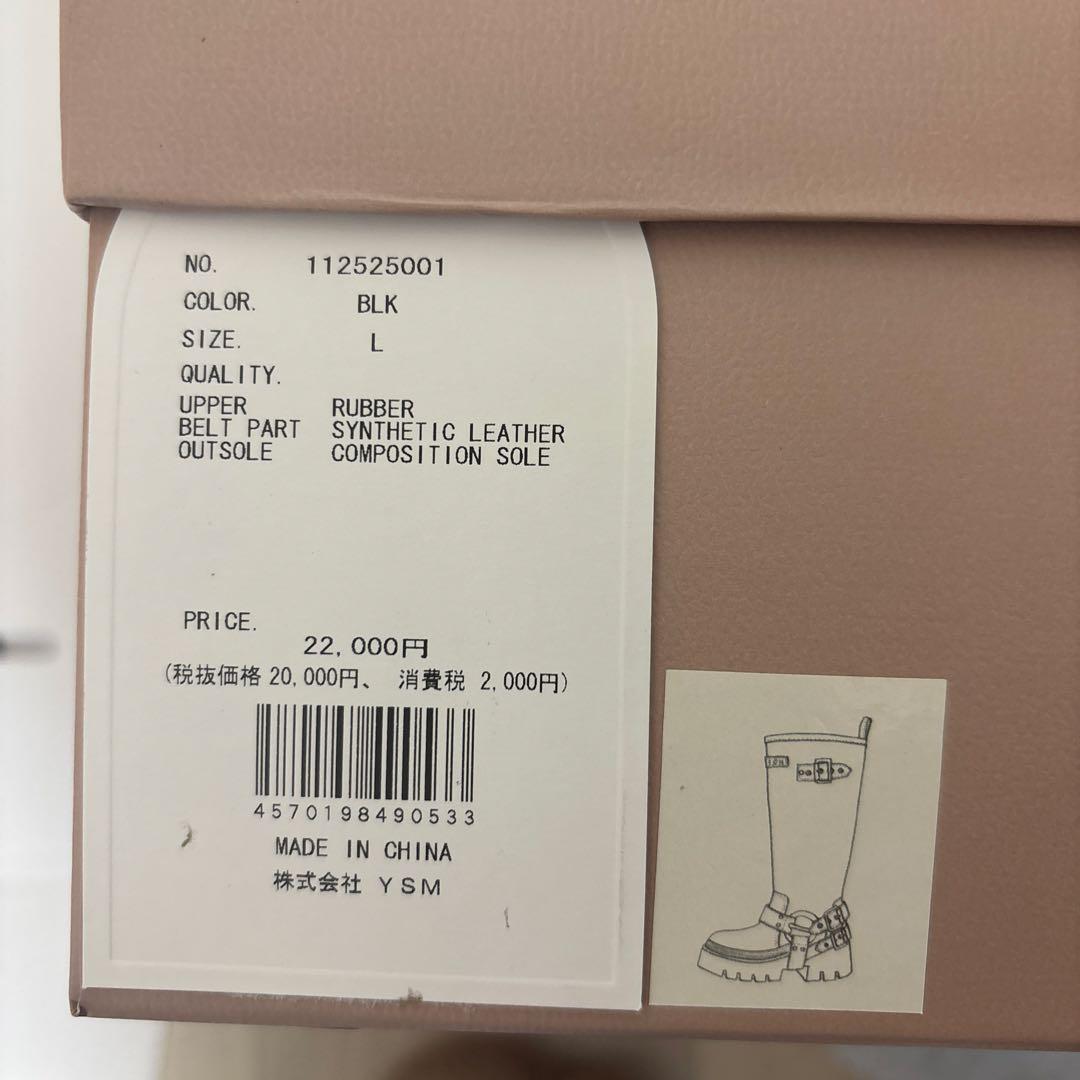 NO. 112525001
COLOR. BLK
SIZE. L
QUALITY.
UPPER RUBBER
BELT PART SYNTHETIC LEATHER
OUTSOLE COMPOSITION SOLE
PRICE.
22,000円
(税抜価格 20,000円、 消費税 2,000円)
4570198490533
MADE IN CHINA
株式会社 YSM